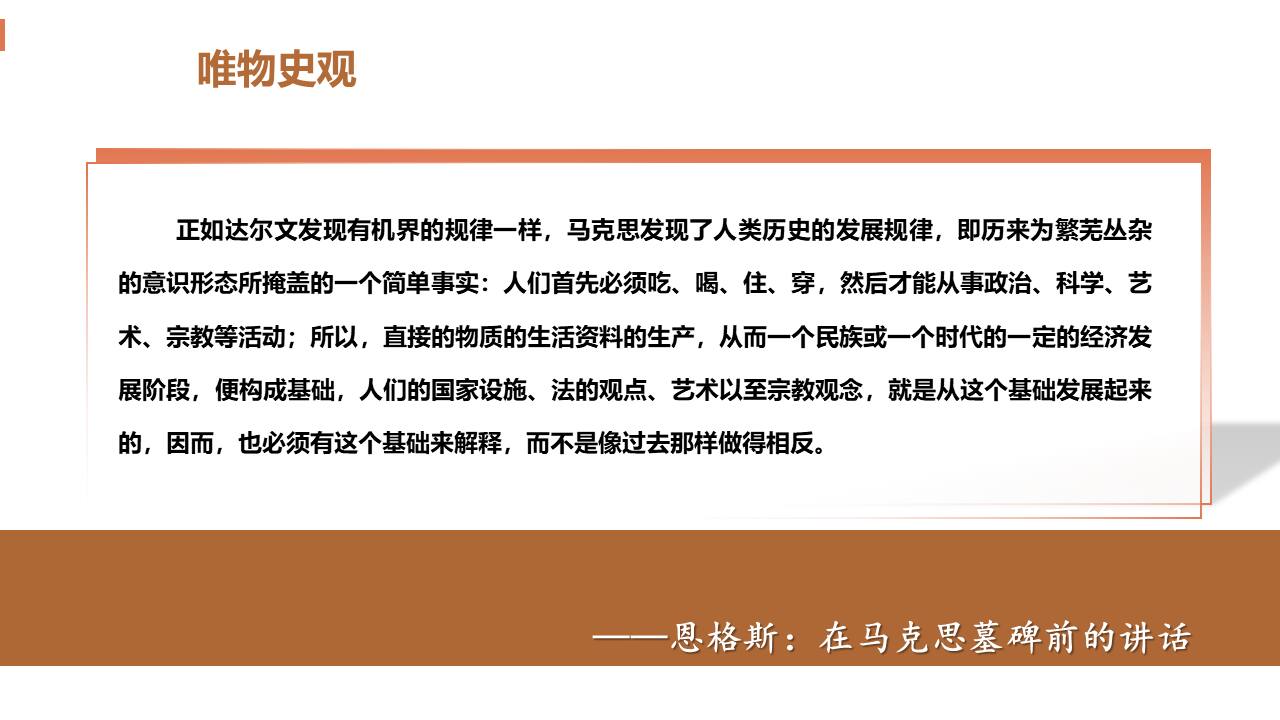 唯物史观
正如达尔文发现有机界的规律一样，马克思发现了人类历史的发展规律，即历来为繁芜丛杂
的意识形态所掩盖的一个简单事实：人们首先必须吃、喝、住、穿，然后才能从事政治、科学、艺
术、宗教等活动；所以，直接的物质的生活资料的生产，从而一个民族或一个时代的一定的经济发
展阶段，便构成基础，人们的国家设施、法的观点、艺术以至宗教观念，就是从这个基础发展起来
的，因而，也必须有这个基础来解释，而不是像过去那样做得相反。
——恩格斯：在马克思墓碑前的讲话